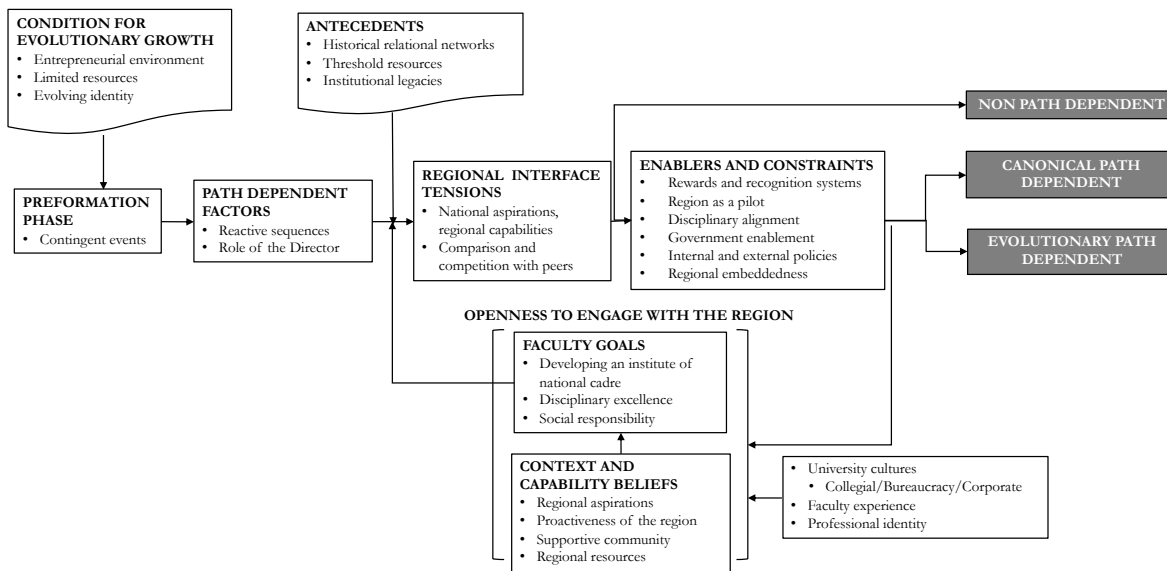 CONDITION FOR
EVOLUTIONARY GROWTH
• Entrepreneurial environment
• Limited resources
• Evolving identity
ANTECEDENTS
• Historical relational networks
• Threshold resources
• Institutional legacies
NON PATH DEPENDENT
CANONICAL PATH
DEPENDENT
EVOLUTIONARY PATH
DEPENDENT
PREFORMATION
PHASE
• Contingent events
PATH DEPENDENT
FACTORS
• Reactive sequences
• Role of the Director
REGIONAL INTERFACE
TENSIONS
• National aspirations,
regional capabilities
• Comparison and
competition with peers
ENABLERS AND CONSTRAINTS
• Rewards and recognition systems
• Region as a pilot
• Disciplinary alignment
• Government enablement
• Internal and external policies
• Regional embeddedness
OPENNESS TO ENGAGE WITH THE REGION
FACULTY GOALS
• Developing an institute of
national cadre
• Disciplinary excellence
• Social responsibility
CONTEXT AND
CAPABILITY BELIEFS
• Regional aspirations
• Proactiveness of the region
• Supportive community
• Regional resources
• University cultures
• Collegial/Bureaucracy/Corporate
• Faculty experience
• Professional identity